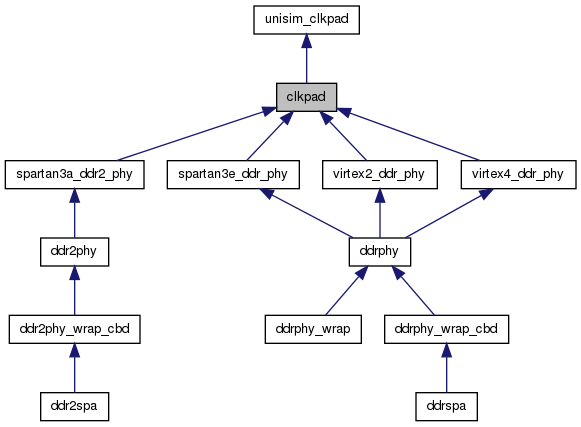 unisim_clkpad
clkpad
spartan3a_ddr2_phy
spartan3e_ddr_phy
virtex2_ddr_phy
virtex4_ddr_phy
ddr2phy
ddrphy
ddr2phy_wrap_cbd
ddrphy_wrap
ddrphy_wrap_cbd
ddr2spa
ddrspa